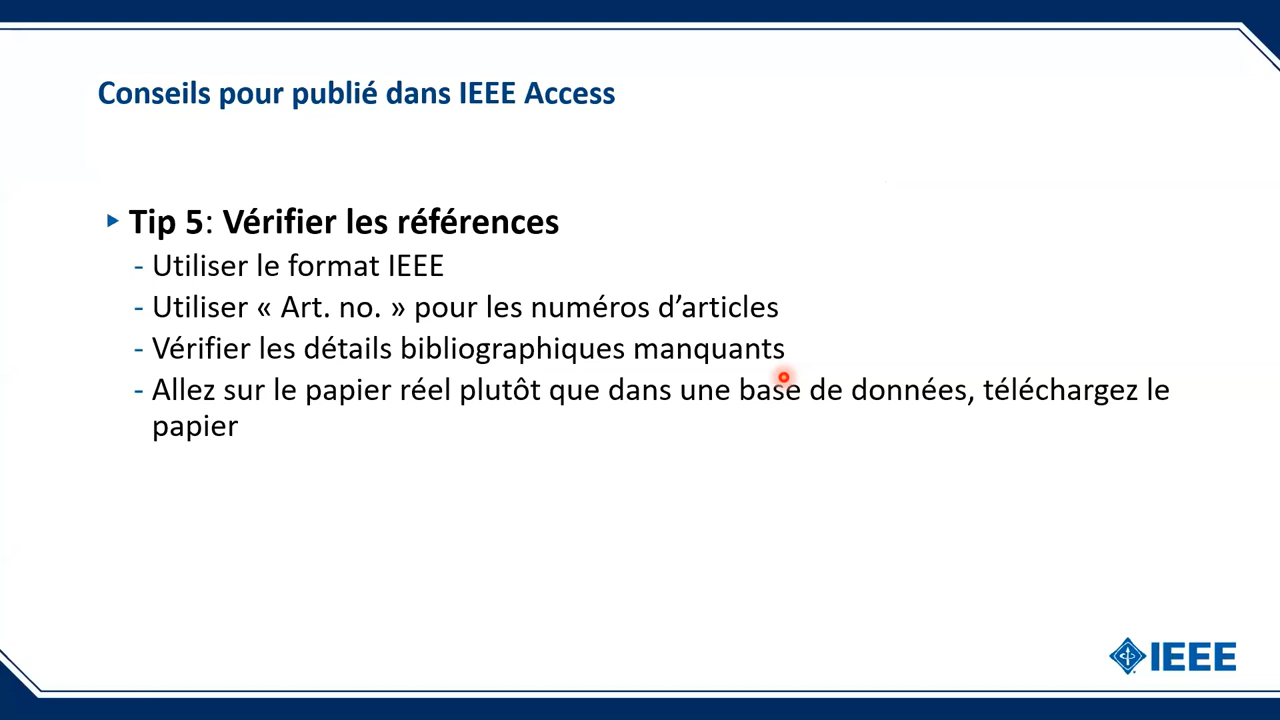 Conseils pour publié dans IEEE Access
Tip 5: Vérifier les références
- Utiliser le format IEEE
- Utiliser « Art. no. » pour les numéros d’articles
- Vérifier les détails bibliographiques manquants
- Allez sur le papier réel plutôt que dans une base de données, téléchargez le
papier
IEEE